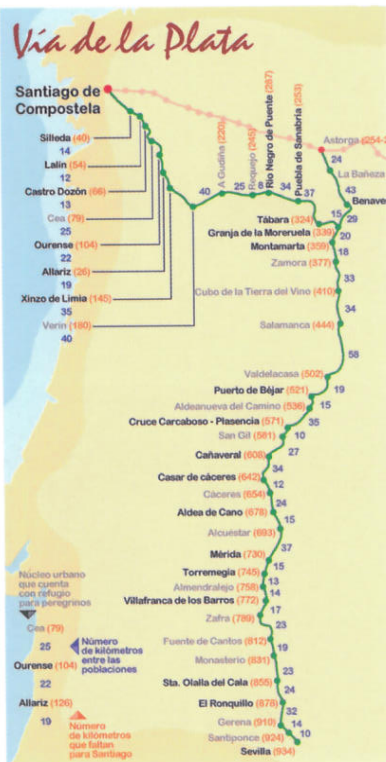 Vía de la Plata
Santiago de
Compostela
Silleda (40)
14
Lalín (54)
12
Castro Dozón (66)
13
Cea (79)
25
Ourense (104)
22
Allariz (26)
19
Xinzo de Limia (145)
35
Verín (180)
40
40
A Gudiña (220)
25
Requejo (245)
8
Rio Negro de Puente (287)
34
Puebla de Sanabria (253)
37
Astorga (254-2
24
La Bañeza
43
Benave
15
29
Tábara (324)
Granja de la Moreruela (339)
20
Montamarta (359)
18
Zamora (377)
33
Cubo de la Tierra del Vino (410)
34
Salamanca (444)
58
Valdelacasa (502)
19
Puerto de Béjar (521)
15
Aldeanueva del Camino (536)
35
Cruce Carcaboso - Plasencia (571)
10
San Gil (581)
27
Cañaveral (608)
34
Casar de cáceres (642)
12
Cáceres (654)
24
Aldea de Cano (678)
15
Alcuéstar (693)
37
Mérida (730)
15
Torremegía (745)
13
Almendralejo (758)
14
Villafranca de los Barros (772)
17
Zafra (789)
23
Fuente de Cantos (812)
19
Monasterio (831)
23
Sta. Olalla del Cala (855)
24
El Ronquillo (878)
32
Gerena (910)
14
Santiponce (924)
10
Sevilla (934)
Núcleo urbano
que cuenta
con refugio
para peregrinos
Cea (79)
25
Ourense (104)
22
Allariz (126)
19
Número
de kilómetros
entre las
poblaciones
Número
de kilómetros
que faltan
para Santiago